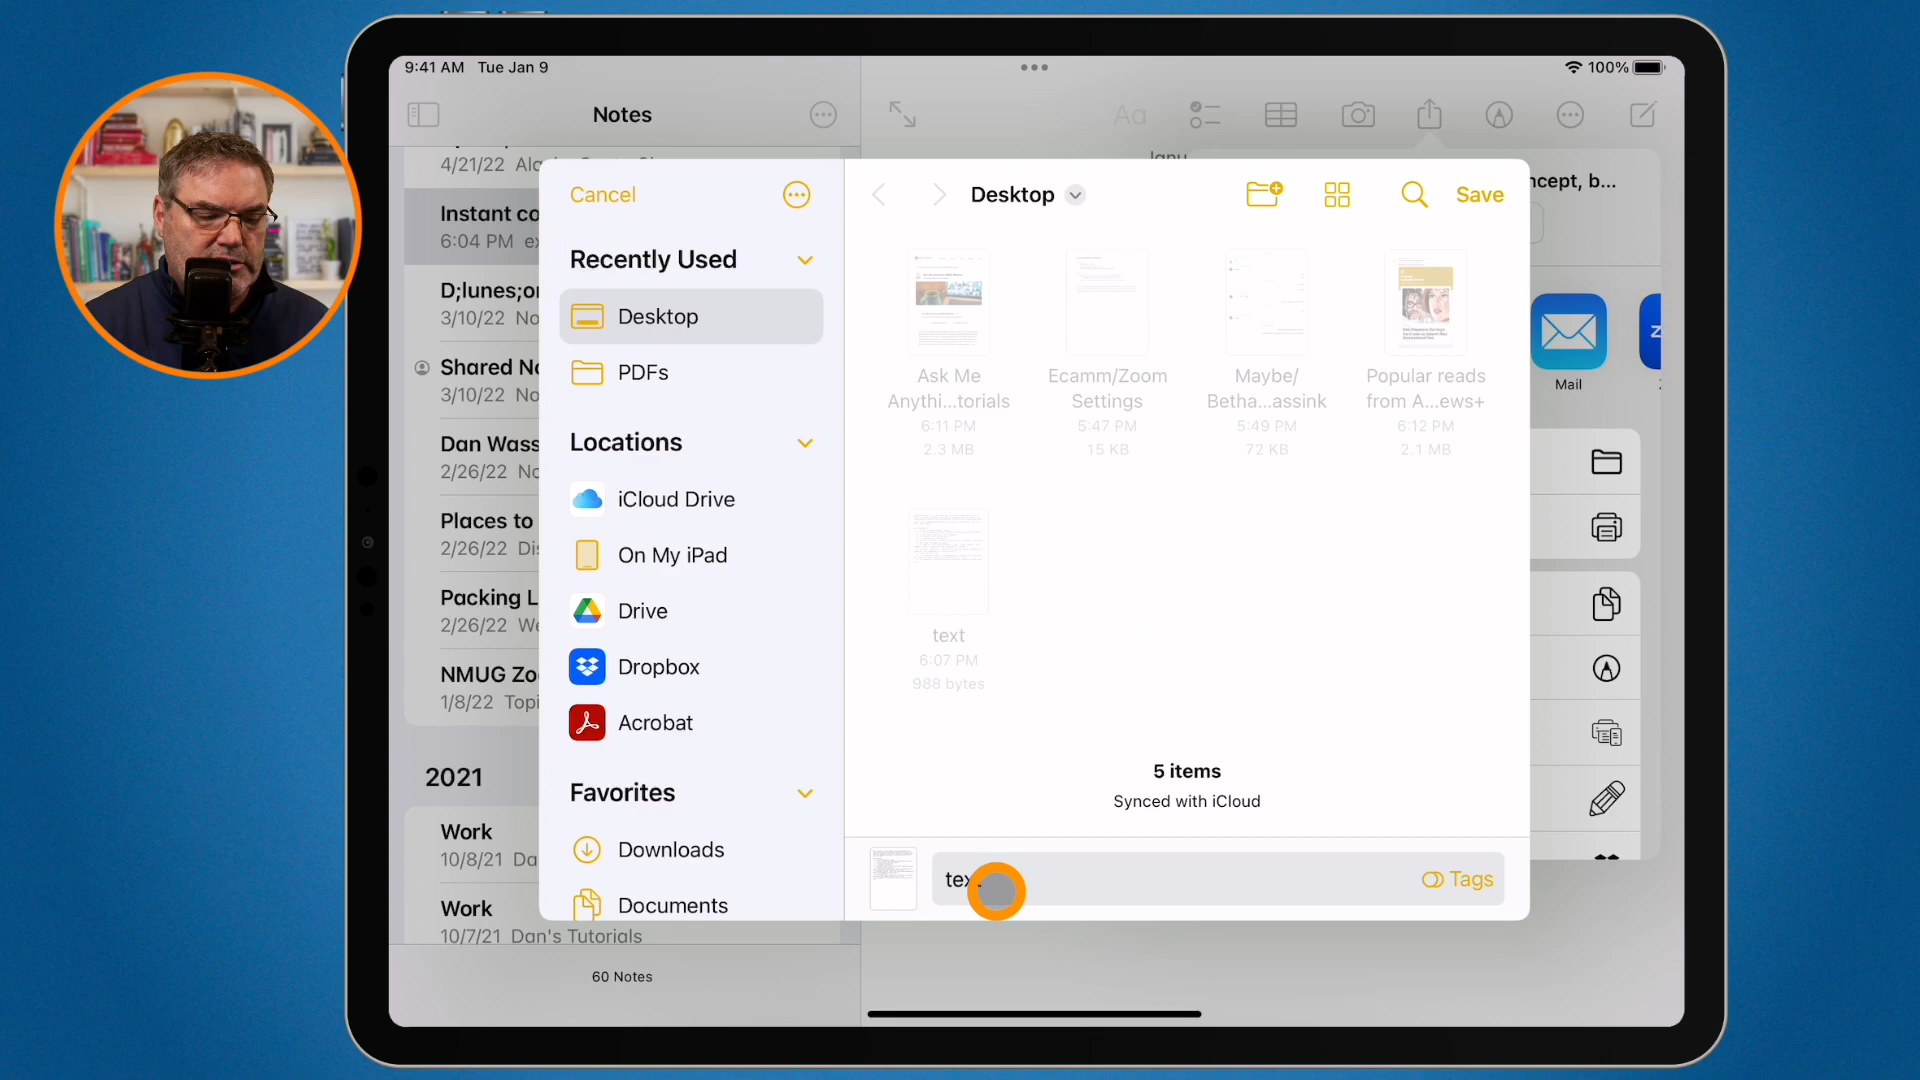 9:41 AM Tue Jan 9
100%
Notes
Aa
4/21/22
Instant co
6:04 PM
D;lunes;o
3/10/22 No
Shared No
3/10/22 No
Dan Wass
2/26/22 No
Places to
2/26/22 Di
Packing L
2/26/22 We
NMUG Zo
1/8/22 Topi
2021
Work
10/8/21 Da
Work
10/7/21 Dan's Tutorials
60 Notes
Cancel
Recently Used
Desktop
PDFs
Locations
iCloud Drive
On My iPad
Drive
Dropbox
Acrobat
Favorites
Downloads
Documents
Desktop
Save
Ask Me
Anythi...torials
6:11 PM
2.3 MB
Ecamm/Zoom
Settings
5:47 PM
15 KB
Maybe/
Betha...assink
5:49 PM
72 KB
Popular reads
from A...ews+
6:12 PM
2.1 MB
text
6:07 PM
988 bytes
5 items
Synced with iCloud
text
Tags
ncept, b...
Mail